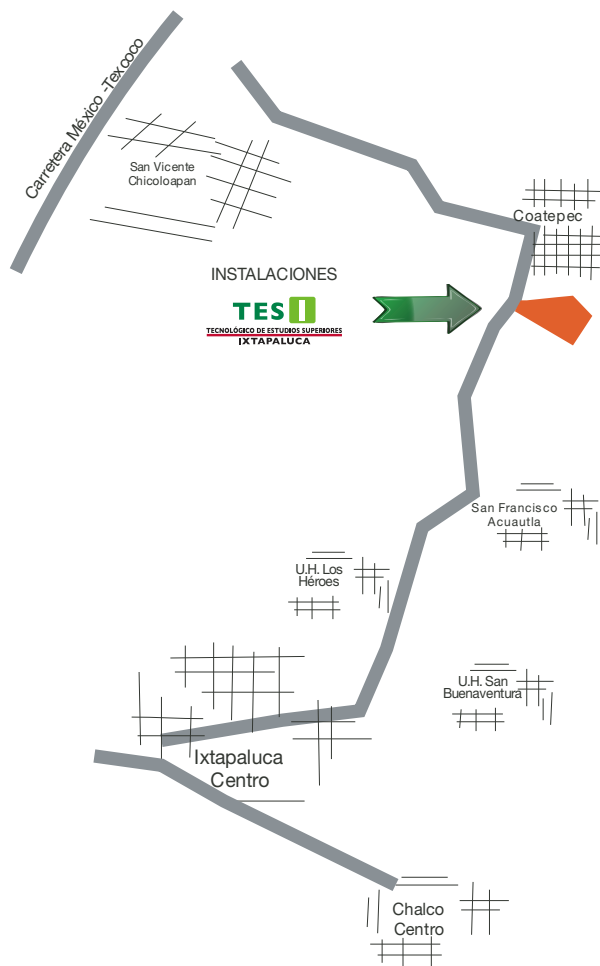 Carretera México -Texcoco
San Vicente
Chicoloapan
Coatepec
INSTALACIONES
TESI
TECNOLÓGICO DE ESTUDIOS SUPERIORES
IXTAPALUCA
San Francisco
Acuautla
U.H. Los
Héroes
U.H. San
Buenaventura
Ixtapaluca
Centro
Chalco
Centro